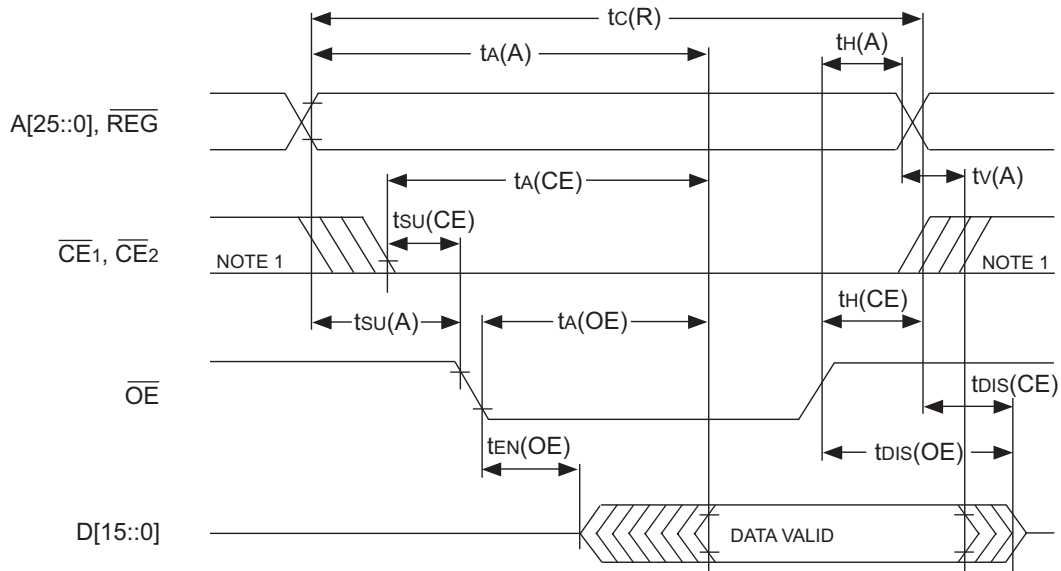 tC(R)
tA(A)
tH(A)
A[25::0], REG
tA(CE)
tV(A)
tSU(CE)
CE1, CE2
NOTE 1
NOTE 1
tH(CE)
tSU(A)
tA(OE)
OE
tDIS(CE)
tEN(OE)
tDIS(OE)
D[15::0]
DATA VALID